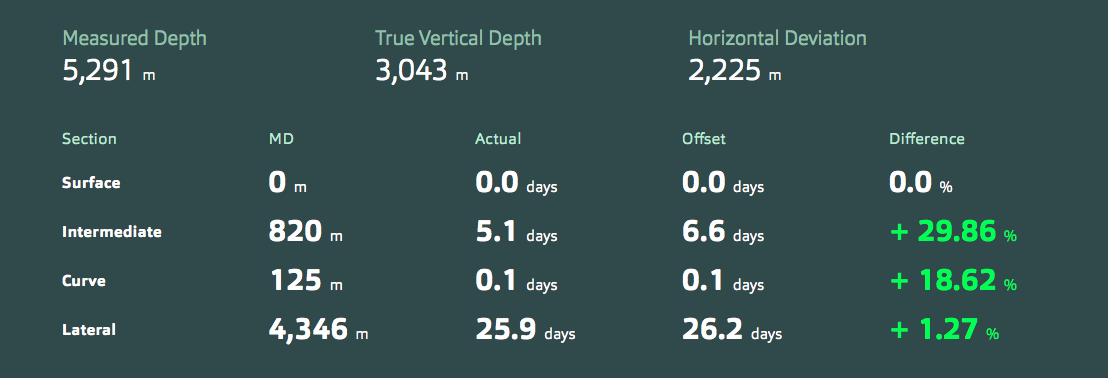 Measured Depth True Vertical Depth Horizontal Deviation
5,291 m 3,043 m 2,225 m
Section MD Actual Offset Difference
Surface 0 m 0.0 days 0.0 days 0.0 %
Intermediate 820 m 5.1 days 6.6 days + 29.86 %
Curve 125 m 0.1 days 0.1 days + 18.62 %
Lateral 4,346 m 25.9 days 26.2 days + 1.27 %